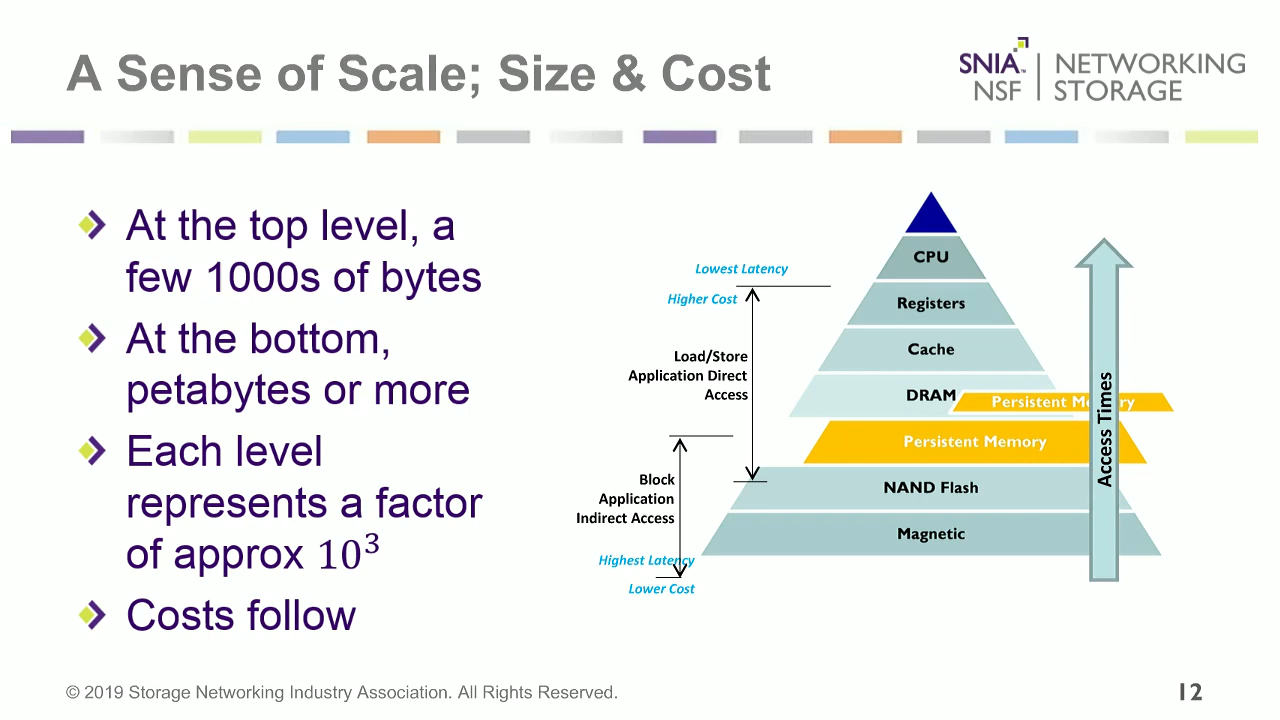 A Sense of Scale; Size & Cost
SNIA™ NSF
NETWORKING
STORAGE
At the top level, a
few 1000s of bytes
At the bottom,
petabytes or more
Each level
represents a factor
of approx 10³
Costs follow
Lowest Latency
Higher Cost
Load/Store
Application Direct
Access
Block
Application
Indirect Access
Highest Latency
Lower Cost
CPU
Registers
Cache
DRAM
Persistent Memory
Persistent Memory
NAND Flash
Magnetic
Access Times
© 2019 Storage Networking Industry Association. All Rights Reserved.
12